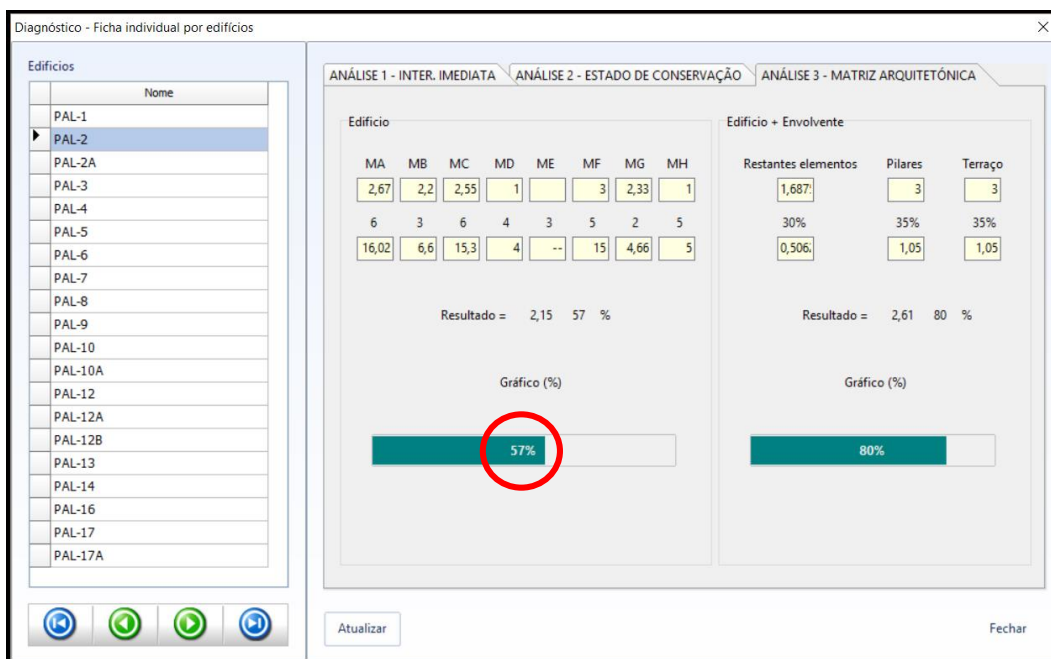 Diagnóstico - Ficha individual por edifícios
Edificios
Nome
PAL-1
PAL-2
PAL-2A
PAL-3
PAL-4
PAL-5
PAL-6
PAL-7
PAL-8
PAL-9
PAL-10
PAL-10A
PAL-12
PAL-12A
PAL-12B
PAL-13
PAL-14
PAL-16
PAL-17
PAL-17A
ANÁLISE 1 - INTER. IMEDIATA ANÁLISE 2 - ESTADO DE CONSERVAÇÃO ANÁLISE 3 - MATRIZ ARQUITETÓNICA
Edificio
MA MB MC MD ME MF MG MH
2,67 2,2 2,55 1 3 2,33 1
6 3 6 4 3 5 2 5
16,02 6,6 15,3 4 -- 15 4,66 5
Resultado = 2,15 57 %
Gráfico (%)
57%
Edificio + Envolvente
Restantes elementos Pilares Terraço
1,687 3 3
30% 35% 35%
0,506 1,05 1,05
Resultado = 2,61 80 %
Gráfico (%)
80%
Atualizar
Fechar